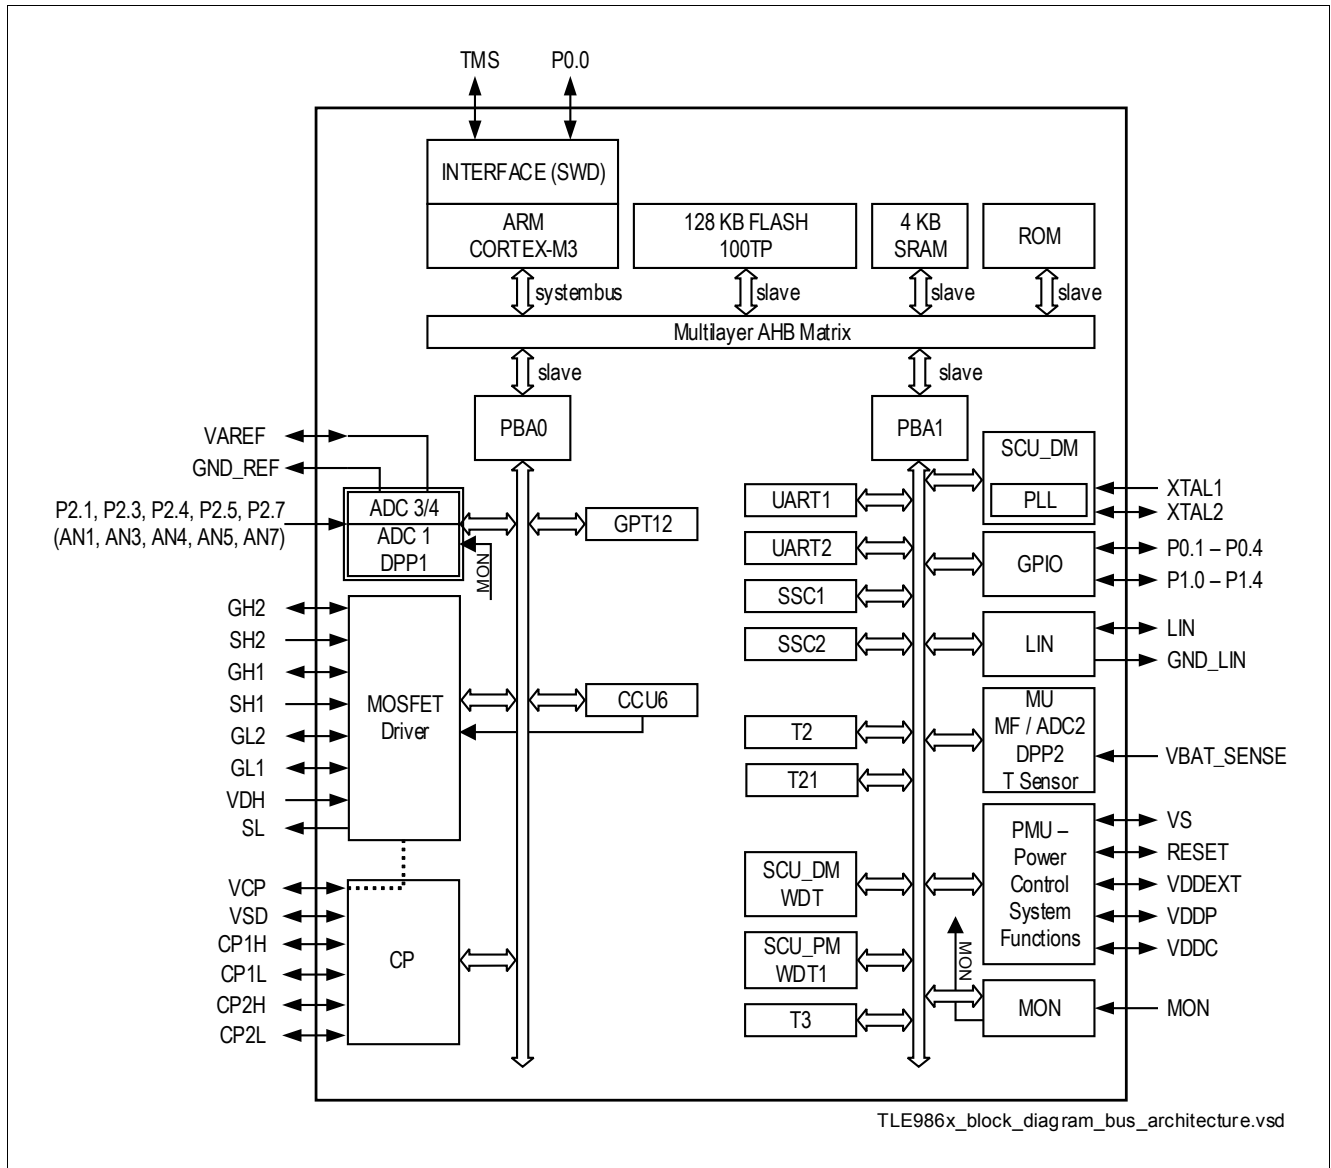 TMS P0.0
INTERFACE (SWD)
ARM
CORTEX-M3
128 KB FLASH
100TP
4 KB
SRAM
ROM
systembus
slave
slave
slave
Multilayer AHB Matrix
slave
slave
PBA0
PBA1
VAREF
GND_REF
P2.1, P2.3, P2.4, P2.5, P2.7
(AN1, AN3, AN4, AN5, AN7)
ADC 3/4
ADC 1
DPP1
MON
GPT12
GH2
SH2
GH1
SH1
GL2
GL1
VDH
SL
MOSFET
Driver
CCU6
VCP
VSD
CP1H
CP1L
CP2H
CP2L
CP
UART1
UART2
SSC1
SSC2
T2
T21
SCU_DM
WDT
SCU_PM
WDT1
T3
SCU_DM
PLL
XTAL1
XTAL2
GPIO
P0.1 – P0.4
P1.0 – P1.4
LIN
LIN
GND_LIN
MU
MF / ADC2
DPP2
T Sensor
VBAT_SENSE
PMU –
Power
Control
System
Functions
VS
RESET
VDDEXT
VDDP
VDDC
MON
MON
MON
TLE986x_block_diagram_bus_architecture.vsd